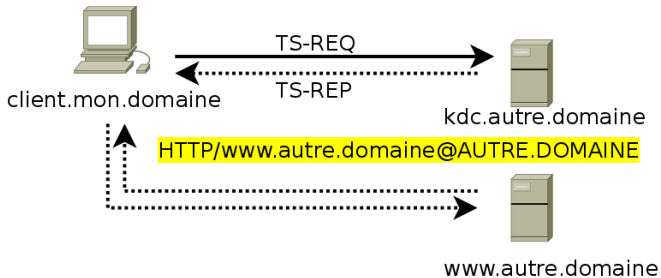 TS-REQ
TS-REP
client.mon.domaine
kdc.autre.domaine
HTTP/www.autre.domaine@AUTRE.DOMAINE
www.autre.domaine